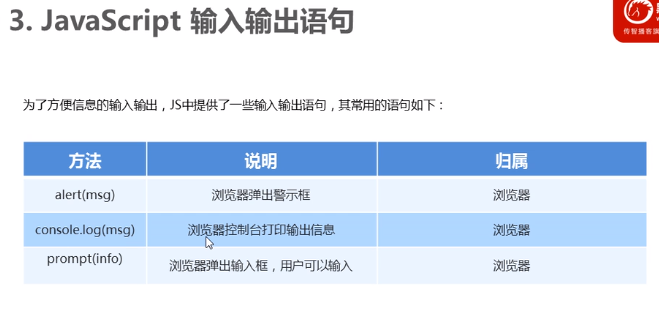 3. JavaScript 输入输出语句
为了方便信息的输入输出，JS中提供了一些输入输出语句，其常用的语句如下：
方法 说明 归属
alert(msg) 浏览器弹出警示框 浏览器
console.log(msg) 浏览器控制台打印输出信息 浏览器
prompt(info) 浏览器弹出输入框，用户可以输入 浏览器